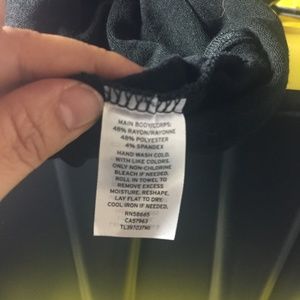 MAIN BODY/CORPS:
48% RAYON/RAYONNE
48% POLYESTER
4% SPANDEX
HAND WASH COLD,
WITH LIKE COLORS.
ONLY NON-CHLORINE
BLEACH IF NEEDED.
ROLL IN TOWEL TO
REMOVE EXCESS
MOISTURE, RESHAPE,
LAY FLAT TO DRY.
COOL IRON IF NEEDED.
RN58665
CA57963